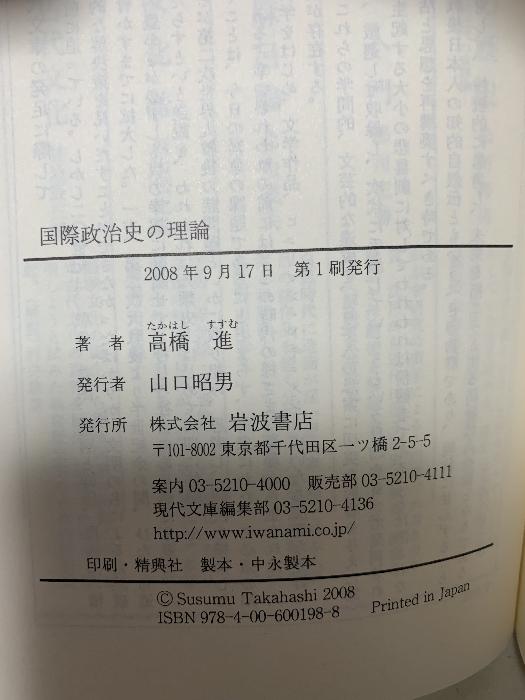 国際政治史の理論
2008年9月17日 第1刷発行
たかはし すすむ
著 者 高橋 進
発行者 山口昭男
発行所 株式会社 岩波書店
〒101-8002 東京都千代田区一ツ橋 2-5-5
案内 03-5210-4000 販売部 03-5210-4111
現代文庫編集部 03-5210-4136
http://www.iwanami.co.jp/
印刷・精興社 製本・中永製本
© Susumu Takahashi 2008
ISBN 978-4-00-600198-8 Printed in Japan